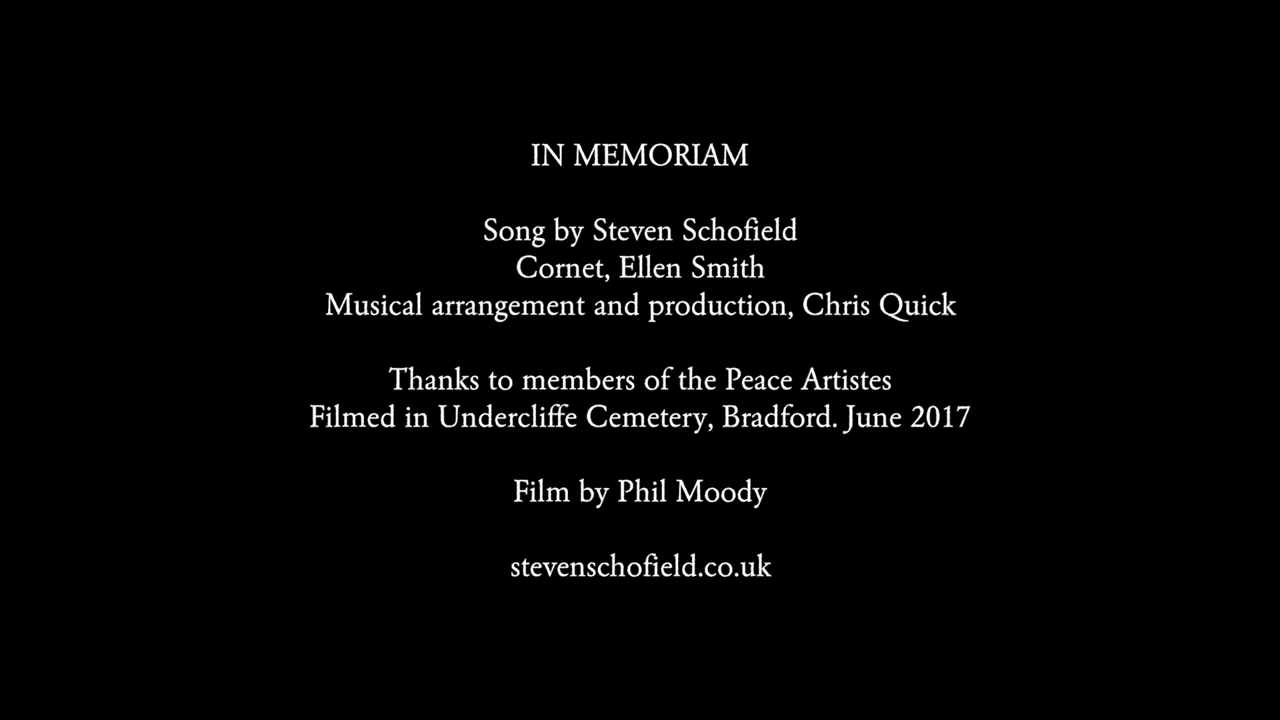 IN MEMORIAM
Song by Steven Schofield
Cornet, Ellen Smith
Musical arrangement and production, Chris Quick
Thanks to members of the Peace Artistes
Filmed in Undercliffe Cemetery, Bradford. June 2017
Film by Phil Moody
stevenschofield.co.uk